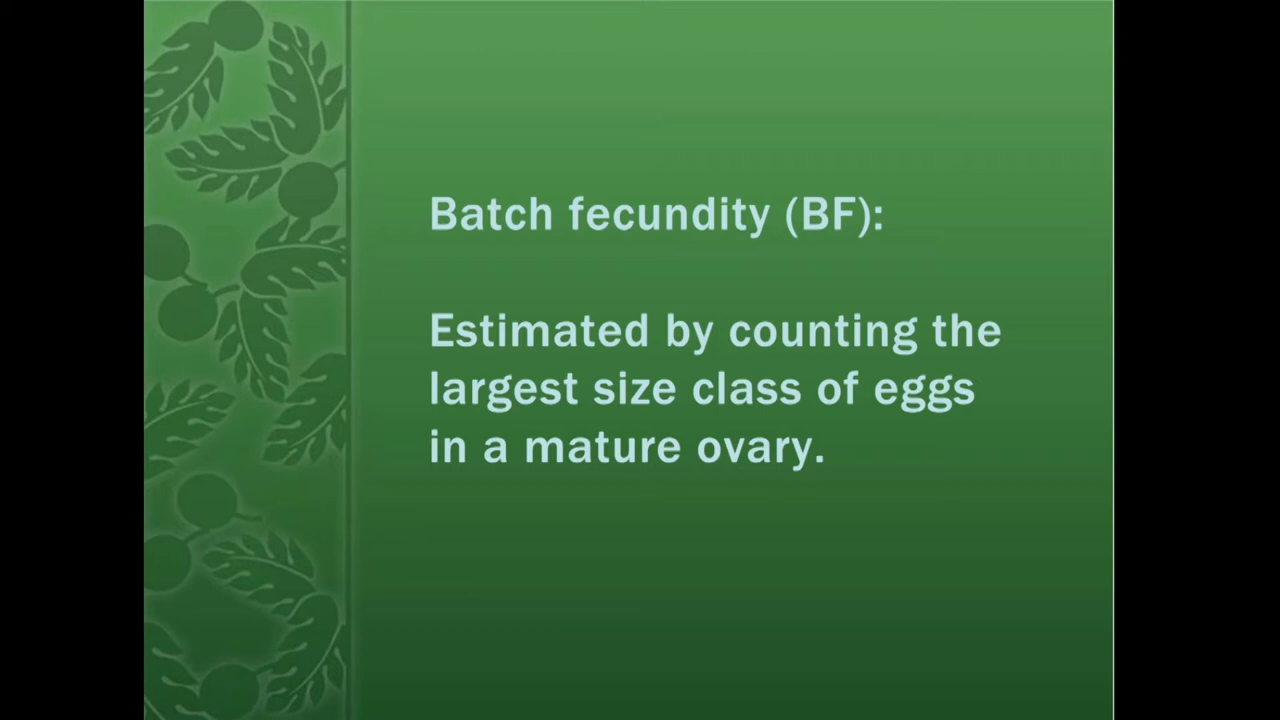 Batch fecundity (BF):
Estimated by counting the
largest size class of eggs
in a mature ovary.